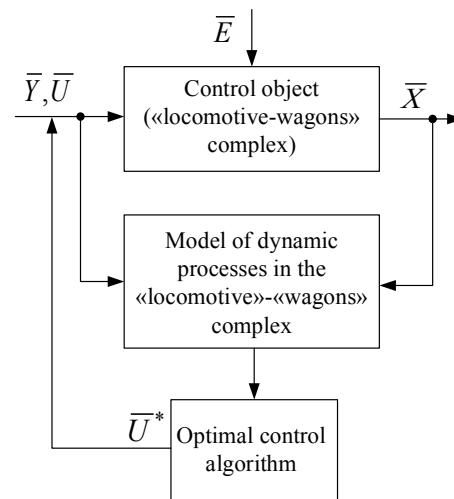 E̅
Y̅,U̅
Control object
(«locomotive-wagons»
complex)
X̅
Model of dynamic
processes in the
«locomotive»-«wagons»
complex
U̅*
Optimal control
algorithm